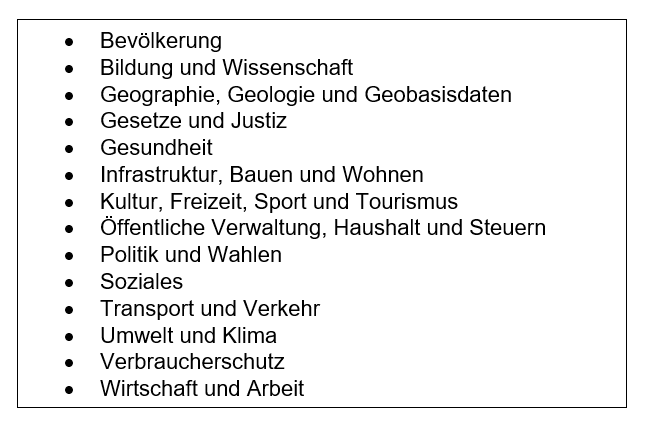 • Bevölkerung
• Bildung und Wissenschaft
• Geographie, Geologie und Geobasisdaten
• Gesetze und Justiz
• Gesundheit
• Infrastruktur, Bauen und Wohnen
• Kultur, Freizeit, Sport und Tourismus
• Öffentliche Verwaltung, Haushalt und Steuern
• Politik und Wahlen
• Soziales
• Transport und Verkehr
• Umwelt und Klima
• Verbraucherschutz
• Wirtschaft und Arbeit